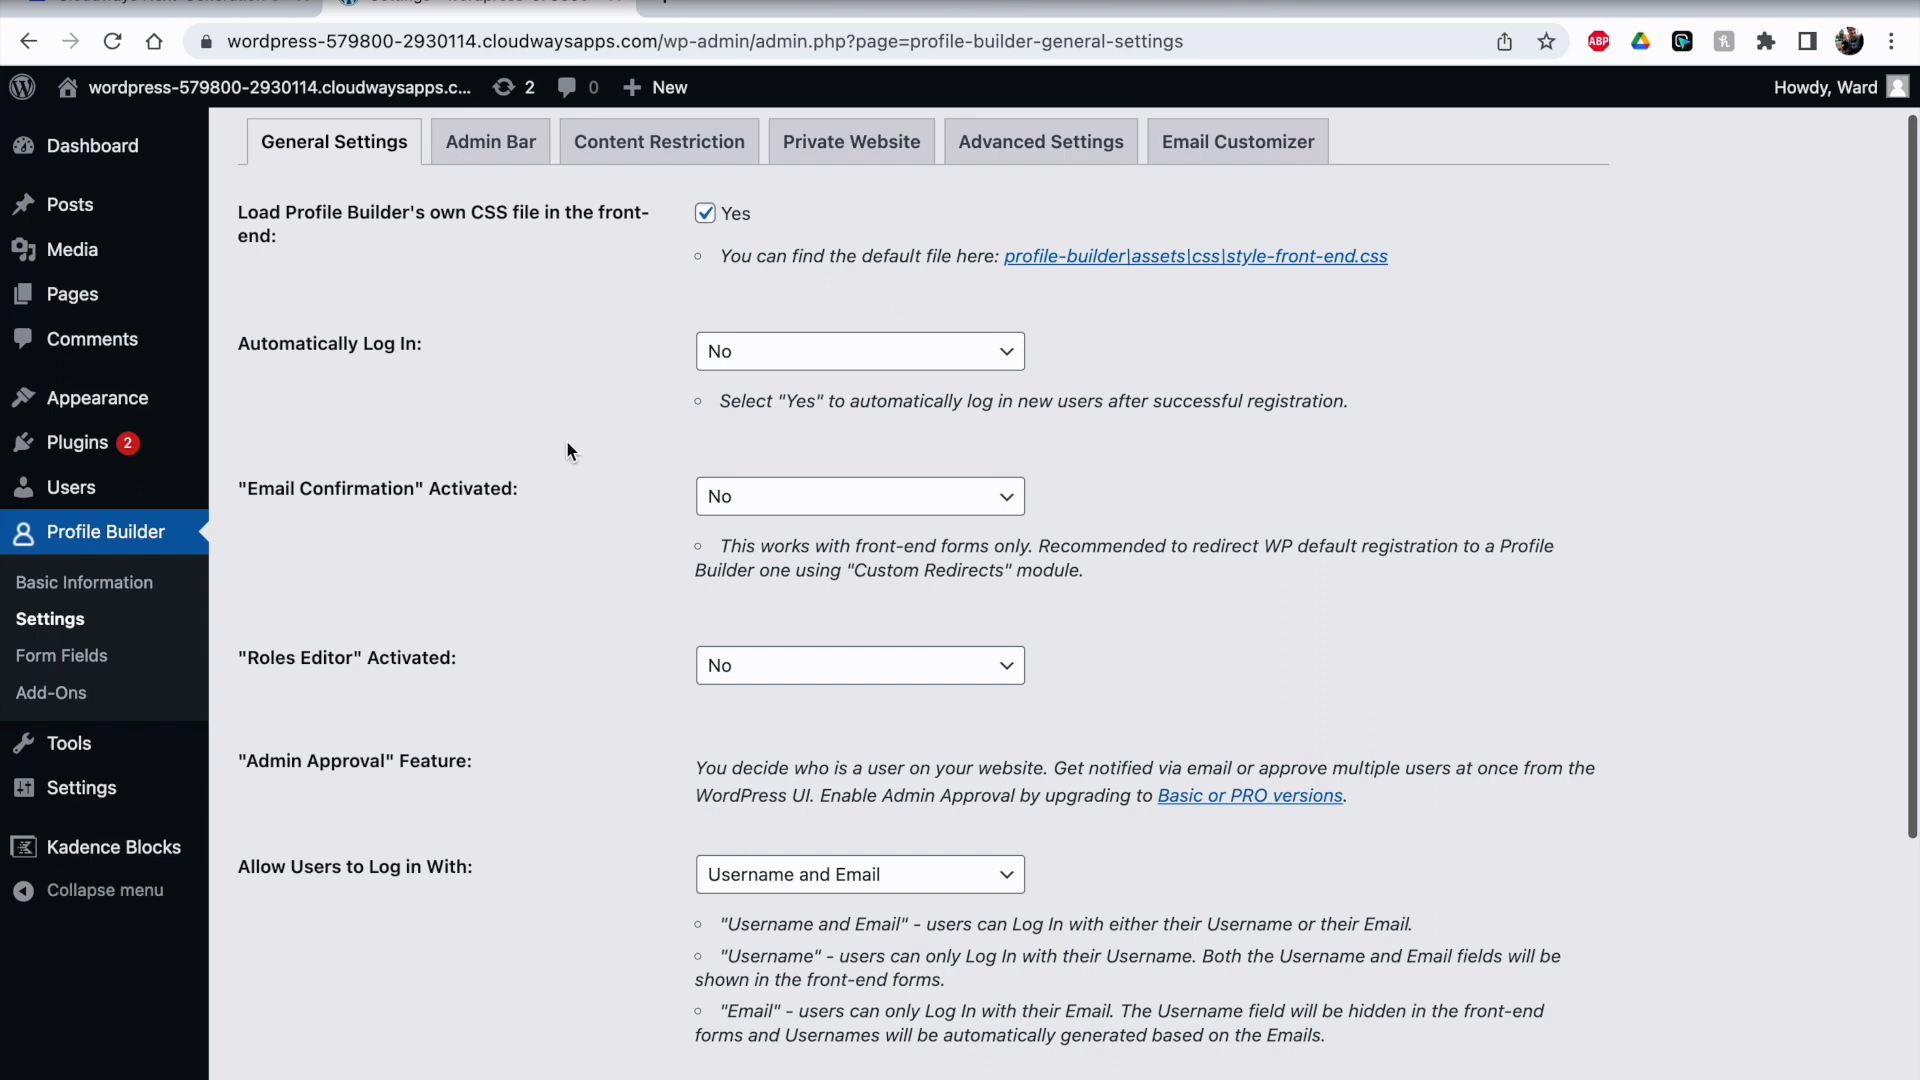 wordpress-579800-2930114.cloudwaysapps.com/wp-admin/admin.php?page=profile-builder-general-settings
ABP
wordpress-579800-2930114.cloudwaysapps.c... 2 0 New
Howdy, Ward
Dashboard
Posts
Media
Pages
Comments
Appearance
Plugins 2
Users
Profile Builder
Basic Information
Settings
Form Fields
Add-Ons
Tools
Settings
Kadence Blocks
Collapse menu
General Settings Admin Bar Content Restriction Private Website Advanced Settings Email Customizer
Load Profile Builder's own CSS file in the front-
end:
Yes
You can find the default file here: profile-builder|assets|css|style-front-end.css
Automatically Log In:
No
Select "Yes" to automatically log in new users after successful registration.
"Email Confirmation" Activated:
No
This works with front-end forms only. Recommended to redirect WP default registration to a Profile
Builder one using "Custom Redirects" module.
"Roles Editor" Activated:
No
"Admin Approval" Feature:
You decide who is a user on your website. Get notified via email or approve multiple users at once from the
WordPress UI. Enable Admin Approval by upgrading to Basic or PRO versions.
Allow Users to Log in With:
Username and Email
"Username and Email" - users can Log In with either their Username or their Email.
"Username" - users can only Log In with their Username. Both the Username and Email fields will be
shown in the front-end forms.
"Email" - users can only Log In with their Email. The Username field will be hidden in the front-end
forms and Usernames will be automatically generated based on the Emails.